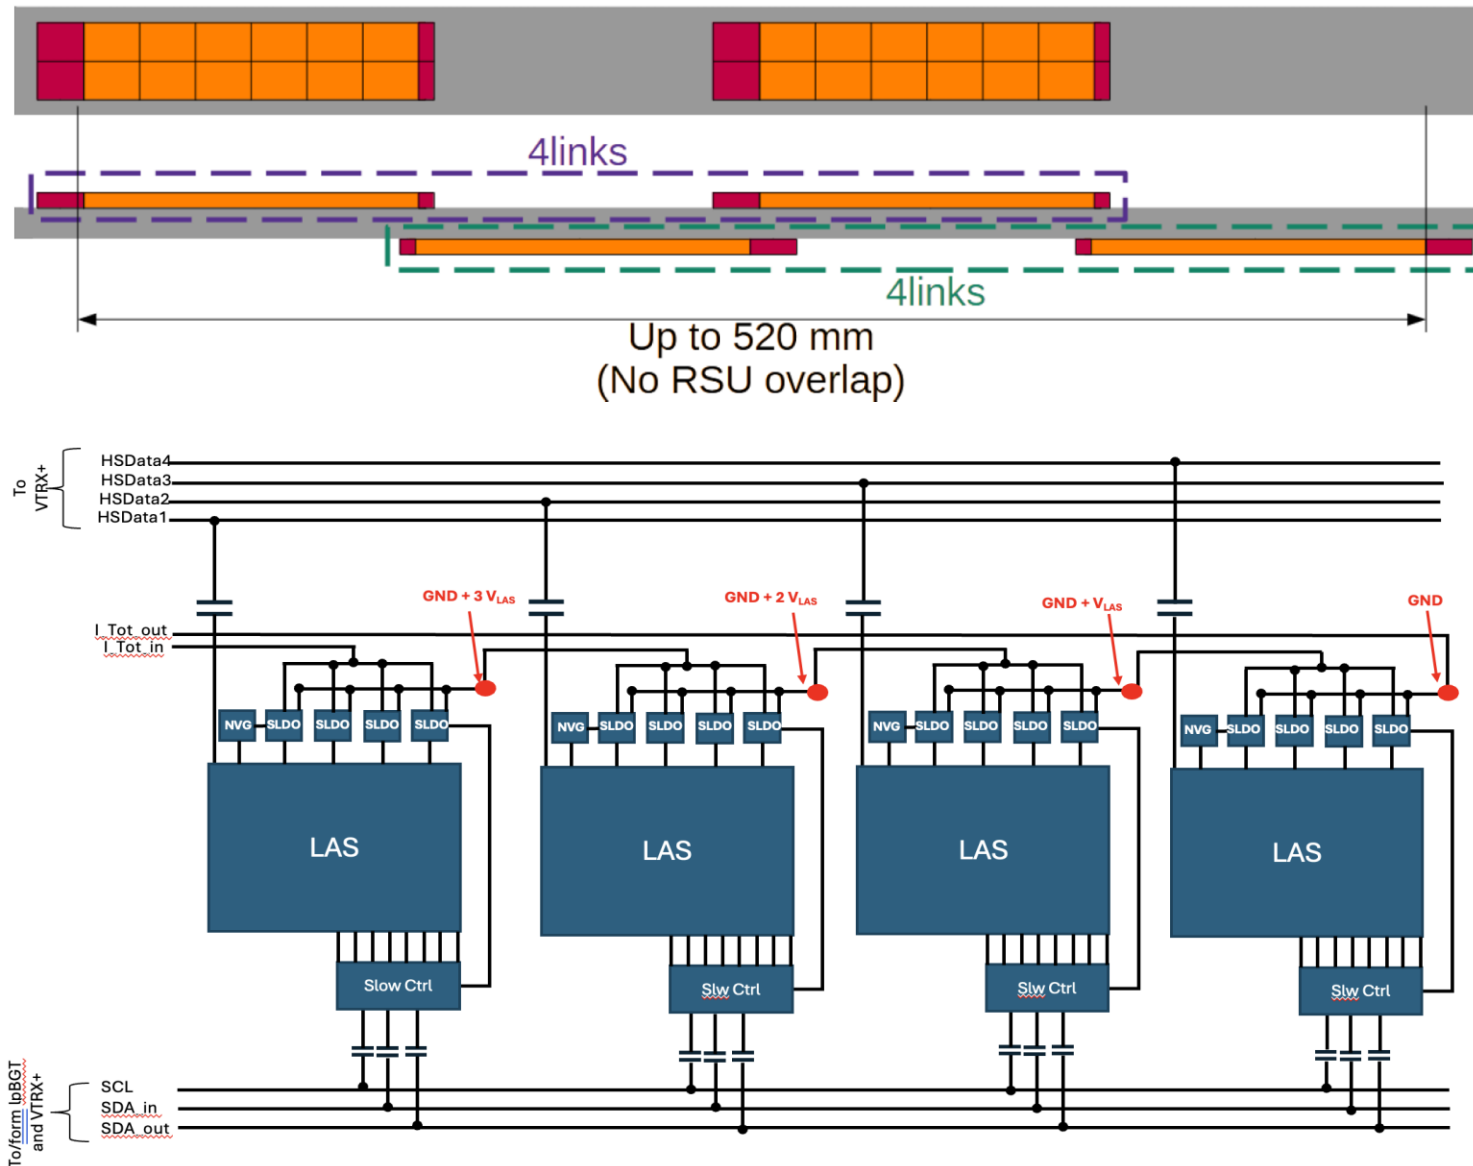 4links
4links
Up to 520 mm
(No RSU overlap)
To
VTRX+
HSData4
HSData3
HSData2
HSData1
I_Tot_out
I_Tot_in
GND + 3 VLAS
GND + 2 VLAS
GND + VLAS
GND
NVG SLDO SLDO SLDO SLDO
NVG SLDO SLDO SLDO SLDO
NVG SLDO SLDO SLDO SLDO
NVG SLDO SLDO SLDO SLDO
LAS
LAS
LAS
LAS
Slow Ctrl
Slw Ctrl
Slw Ctrl
Slw Ctrl
To/form lpBGT
and VTRX+
SCL
SDA_in
SDA_out